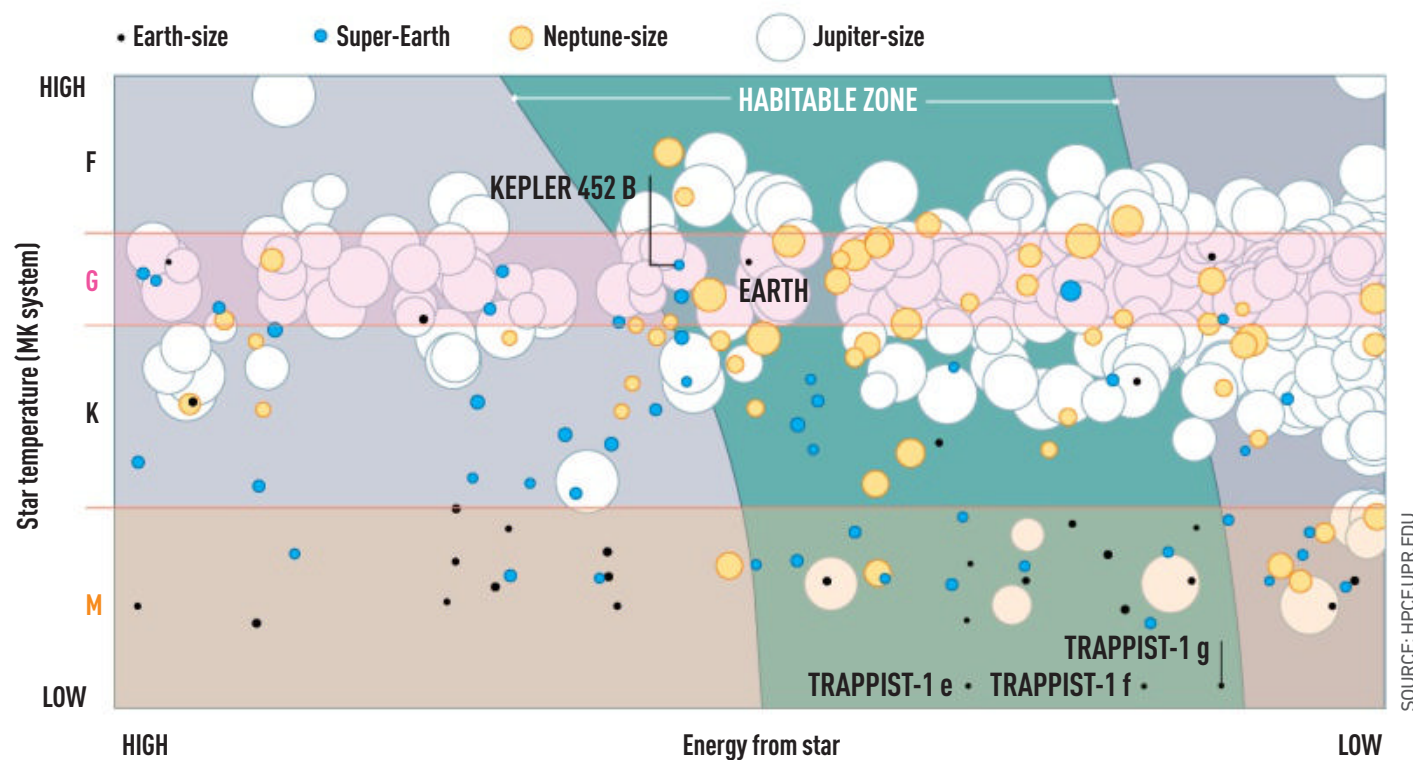 Earth-size
Super-Earth
Neptune-size
Jupiter-size
HIGH
HABITABLE ZONE
F
KEPLER 452 B
G
EARTH
Star temperature (MK system)
K
M
TRAPPIST-1 g
TRAPPIST-1 e
TRAPPIST-1 f
LOW
HIGH
Energy from star
LOW
SOURCE: HPCF.UPR.EDU